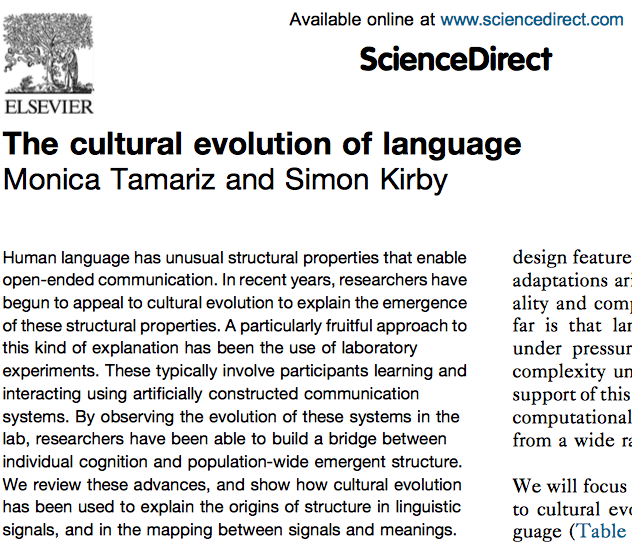 Available online at www.sciencedirect.com
ScienceDirect
ELSEVIER
The cultural evolution of language
Monica Tamariz and Simon Kirby
Human language has unusual structural properties that enable
open-ended communication. In recent years, researchers have
begun to appeal to cultural evolution to explain the emergence
of these structural properties. A particularly fruitful approach to
this kind of explanation has been the use of laboratory
experiments. These typically involve participants learning and
interacting using artificially constructed communication
systems. By observing the evolution of these systems in the
lab, researchers have been able to build a bridge between
individual cognition and population-wide emergent structure.
We review these advances, and show how cultural evolution
has been used to explain the origins of structure in linguistic
signals, and in the mapping between signals and meanings.
design feature
adaptations ari
ality and comp
far is that lan
under pressur
complexity un
support of this
computational
from a wide ra
We will focus
to cultural evo
guage (Table